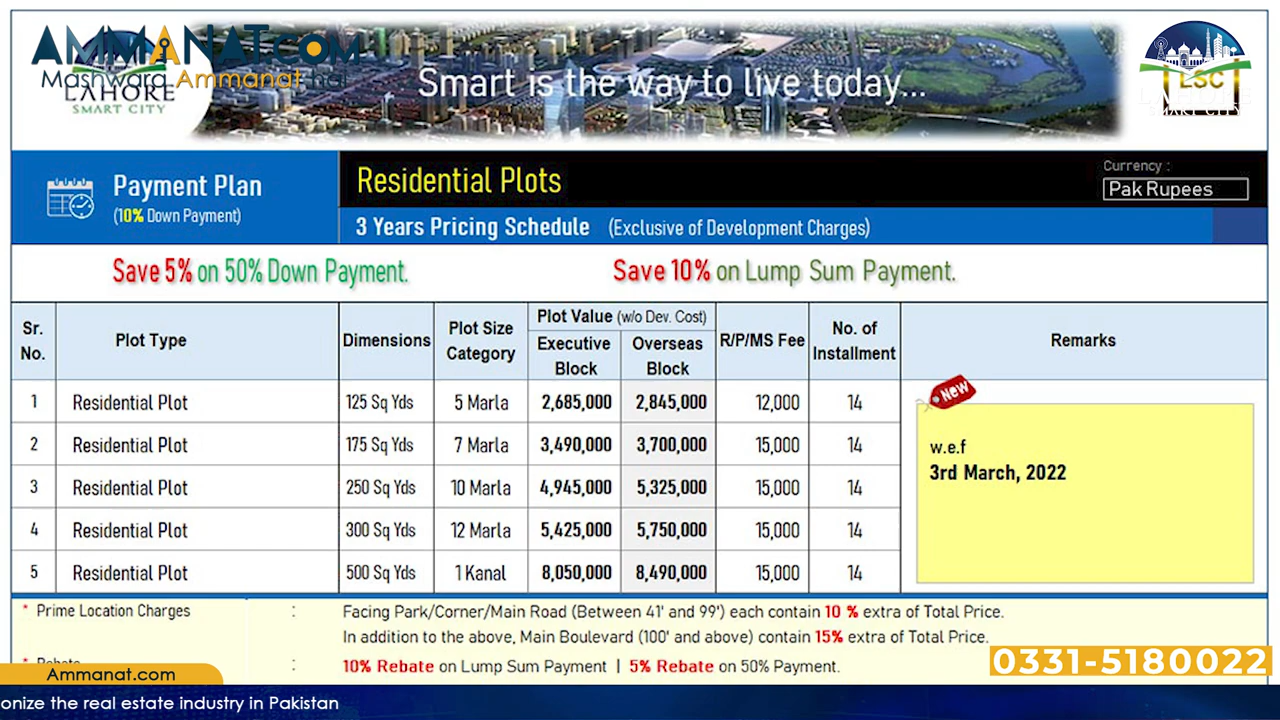 AMMANAT.COM
Mashwara Ammanat hai
LAHORE
SMART CITY
Smart is the way to live today...
LSC
Payment Plan
(10% Down Payment)
Residential Plots
Currency :
Pak Rupees
3 Years Pricing Schedule (Exclusive of Development Charges)
Save 5% on 50% Down Payment.
Save 10% on Lump Sum Payment.
Sr. No. Plot Type Dimensions Plot Size Category Plot Value (w/o Dev. Cost) Executive Block Overseas Block R/P/MS Fee No. of Installment Remarks
1 Residential Plot 125 Sq Yds 5 Marla 2,685,000 2,845,000 12,000 14
2 Residential Plot 175 Sq Yds 7 Marla 3,490,000 3,700,000 15,000 14
3 Residential Plot 250 Sq Yds 10 Marla 4,945,000 5,325,000 15,000 14
4 Residential Plot 300 Sq Yds 12 Marla 5,425,000 5,750,000 15,000 14
5 Residential Plot 500 Sq Yds 1 Kanal 8,050,000 8,490,000 15,000 14
New
w.e.f
3rd March, 2022
* Prime Location Charges : Facing Park/Corner/Main Road (Between 41' and 99') each contain 10 % extra of Total Price.
In addition to the above, Main Boulevard (100' and above) contain 15% extra of Total Price.
* Rebate : 10% Rebate on Lump Sum Payment | 5% Rebate on 50% Payment.
0331-5180022
Ammanat.com
onize the real estate industry in Pakistan